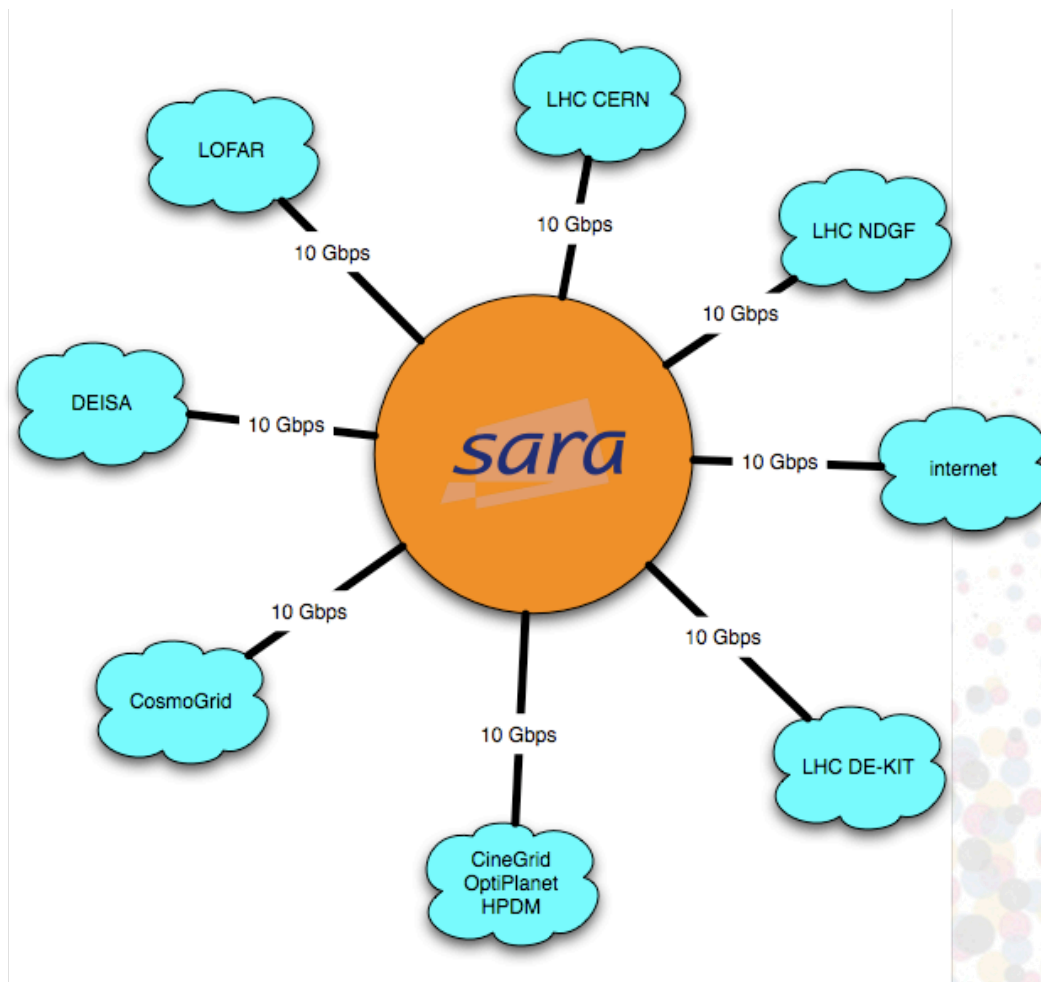 LHC CERN
LOFAR
10 Gbps
LHC NDGF
10 Gbps
10 Gbps
DEISA
10 Gbps
sara
10 Gbps
internet
10 Gbps
10 Gbps
CosmoGrid
10 Gbps
LHC DE-KIT
CineGrid
OptiPlanet
HPDM